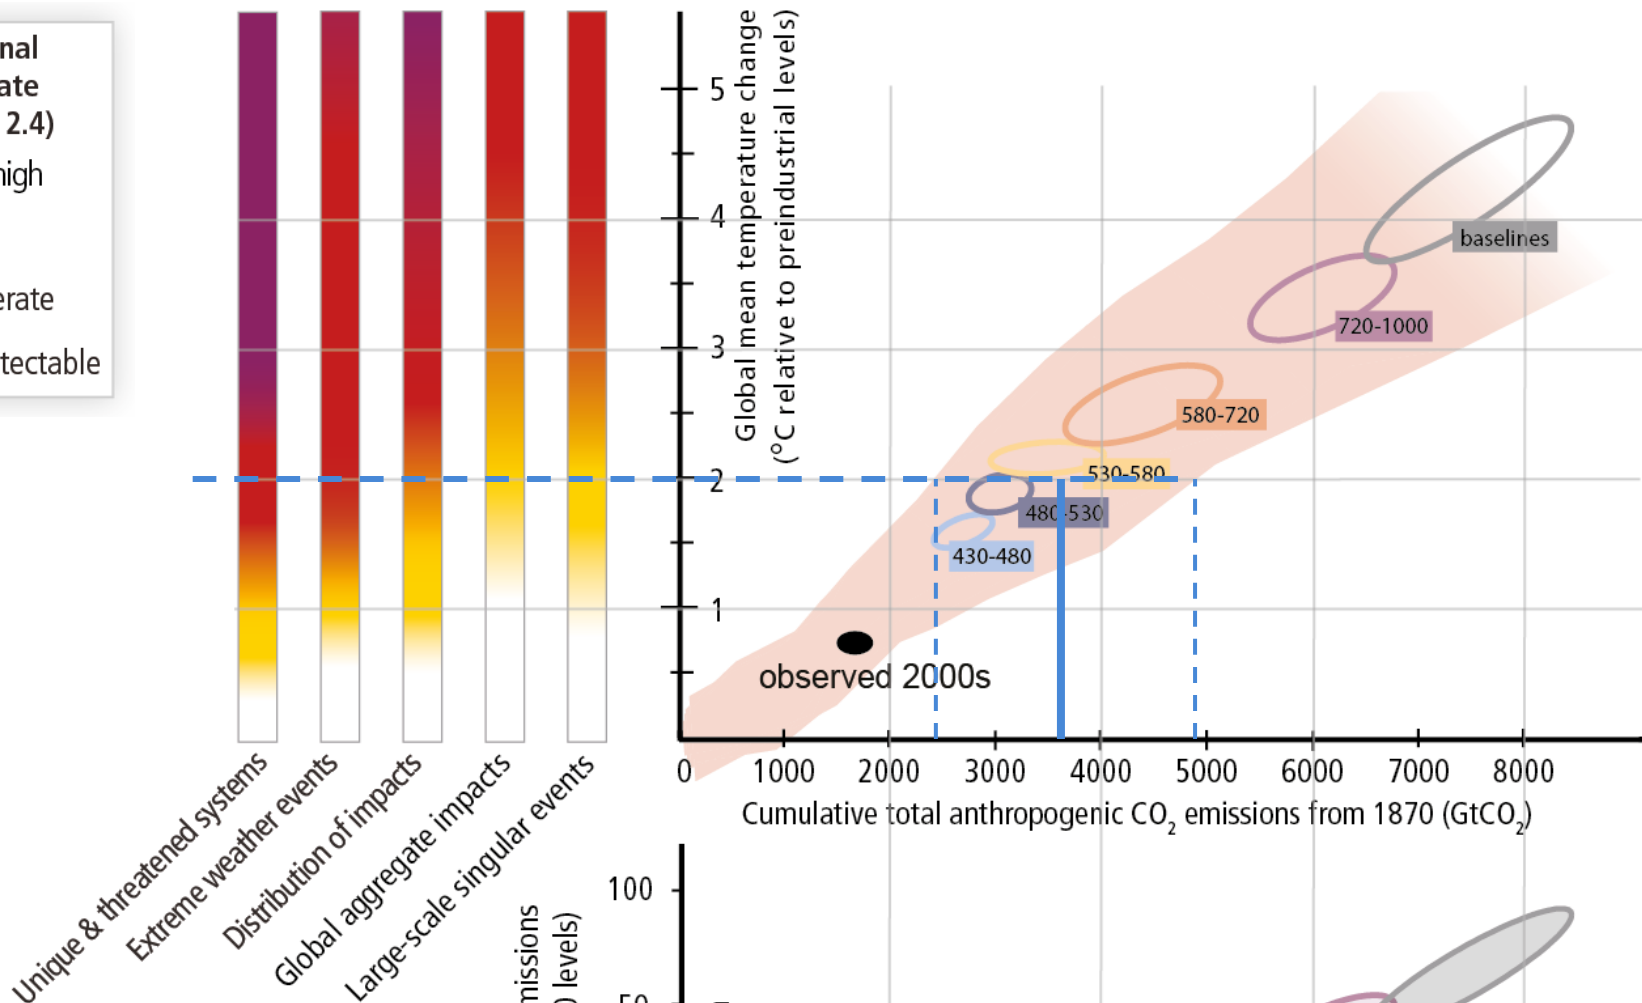 nal
ate
2.4)
high
erate
tectable
Global mean temperature change
(°C relative to preindustrial levels)
5
4
3
2
1
baselines
720-1000
580-720
530-580
480-530
430-480
observed 2000s
0 1000 2000 3000 4000 5000 6000 7000 8000
Cumulative total anthropogenic CO₂ emissions from 1870 (GtCO₂)
Unique & threatened systems
Extreme weather events
Distribution of impacts
Global aggregate impacts
Large-scale singular events
100
50
missions
levels)